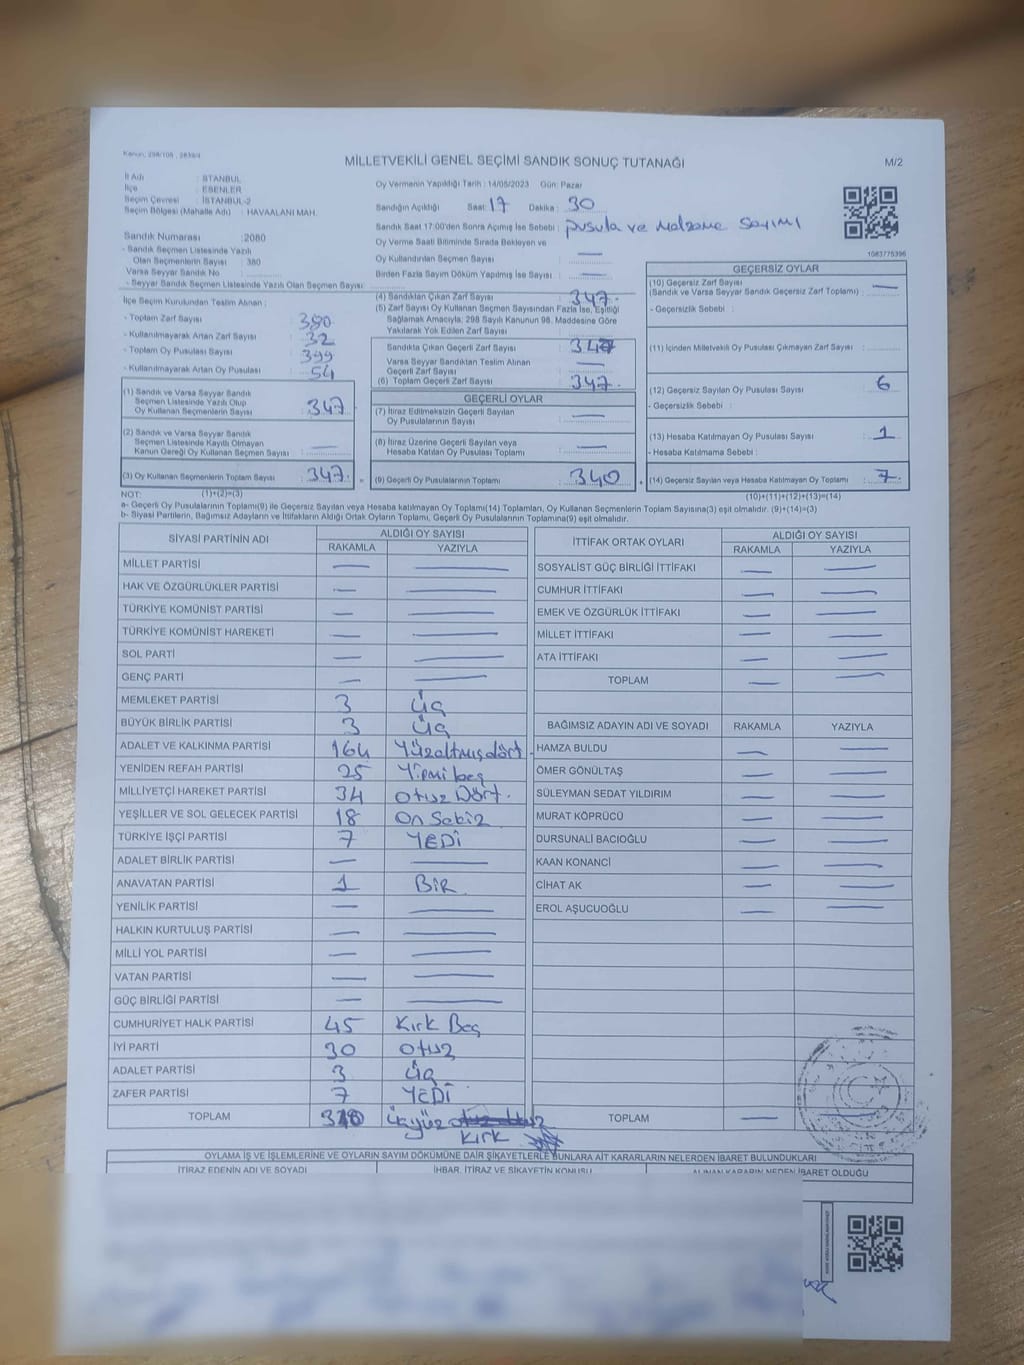 Kanun: 298/105 , 2839/4
MİLLETVEKİLİ GENEL SEÇİMİ SANDIK SONUÇ TUTANAĞI
M/2
İl Adı : İSTANBUL
İlçe : ESENLER
Seçim Çevresi : İSTANBUL-2
Seçim Bölgesi (Mahalle Adı) : HAVAALANI MAH.
Sandık Numarası : 2080
- Sandık Seçmen Listesinde Yazılı
Olan Seçmenlerin Sayısı : 380
Varsa Seyyar Sandık No :
- Seyyar Sandık Seçmen Listesinde Yazılı Olan Seçmen Sayısı:
Oy Vermenin Yapıldığı Tarih : 14/05/2023 Gün: Pazar
Sandığın Açıldığı Saat: 17 Dakika : 30
Sandık Saat 17:00'den Sonra Açımış İse Sebebi : pusula ve malzeme sayımı
Oy Verme Saati Bitiminde Sırada Bekleyen ve
Oy Kullandırılan Seçmen Sayısı : —
Birden Fazla Sayım Döküm Yapılmış İse Sayısı : —
1083775396
İlçe Seçim Kurulundan Teslim Alınan :
- Toplam Zarf Sayısı : 380
- Kullanılmayarak Artan Zarf Sayısı : 32
- Toplam Oy Pusulası Sayısı : 399
- Kullanılmayarak Artan Oy Pusulası : 54
(1) Sandık ve Varsa Seyyar Sandık
Seçmen Listesinde Yazılı Olup
Oy Kullanan Seçmenlerin Sayısı : 347
(2) Sandık ve Varsa Seyyar Sandık
Seçmen Listesinde Kayıtlı Olmayan
Kanun Gereği Oy Kullanan Seçmen Sayısı : —
(3) Oy Kullanan Seçmenlerin Toplam Sayısı : 347
(4) Sandıktan Çıkan Zarf Sayısı : 347
(5) Zarf Sayısı Oy Kullanan Seçmen Sayısından Fazla İse, Eşitliği
Sağlamak Amacıyla; 298 Sayılı Kanunun 98. Maddesine Göre
Yakılarak Yok Edilen Zarf Sayısı :
Sandıkta Çıkan Geçerli Zarf Sayısı : 347
Varsa Seyyar Sandıktan Teslim Alınan
Geçerli Zarf Sayısı : —
(6) Toplam Geçerli Zarf Sayısı : 347
GEÇERLİ OYLAR
(7) İtiraz Edilmeksizin Geçerli Sayılan
Oy Pusulalarının Sayısı : —
(8) İtiraz Üzerine Geçerli Sayılan veya
Hesaba Katılan Oy Pusulası Toplamı : —
(9) Geçerli Oy Pusulalarının Toplamı : 340
GEÇERSİZ OYLAR
(10) Geçersiz Zarf Sayısı
(Sandık ve Varsa Seyyar Sandık Geçersiz Zarf Toplamı) : —
- Geçersizlik Sebebi :
(11) İçinden Milletvekili Oy Pusulası Çıkmayan Zarf Sayısı :
(12) Geçersiz Sayılan Oy Pusulası Sayısı : 6
- Geçersizlik Sebebi :
(13) Hesaba Katılmayan Oy Pusulası Sayısı : 1
- Hesaba Katılmama Sebebi :
(14) Geçersiz Sayılan veya Hesaba Katılmayan Oy Toplamı : 7
NOT: (1)+(2)=(3)
(10)+(11)+(12)+(13)=(14)
a- Geçerli Oy Pusulalarının Toplamı(9) ile Geçersiz Sayılan veya Hesaba katılmayan Oy Toplamı(14) Toplamları, Oy Kullanan Seçmenlerin Toplam Sayısına(3) eşit olmalıdır. (9)+(14)=(3)
b- Siyasi Partilerin, Bağımsız Adayların ve İttifakların Aldığı Ortak Oyların Toplamı, Geçerli Oy Pusulalarının Toplamına(9) eşit olmalıdır.
SİYASİ PARTİNİN ADI
ALDIĞI OY SAYISI
RAKAMLA YAZIYLA
MİLLET PARTİSİ — —
HAK VE ÖZGÜRLÜKLER PARTİSİ — —
TÜRKİYE KOMÜNİST PARTİSİ — —
TÜRKİYE KOMÜNİST HAREKETİ — —
SOL PARTİ — —
GENÇ PARTİ — —
MEMLEKET PARTİSİ 3 üç
BÜYÜK BİRLİK PARTİSİ 3 üç
ADALET VE KALKINMA PARTİSİ 164 Yüzaltmışdört
YENİDEN REFAH PARTİSİ 25 Yirmi beş
MİLLİYETÇİ HAREKET PARTİSİ 34 otuz Dört
YEŞİLLER VE SOL GELECEK PARTİSİ 18 On Sekiz
TÜRKİYE İŞÇİ PARTİSİ 7 YEDİ
ADALET BİRLİK PARTİSİ — —
ANAVATAN PARTİSİ 1 BİR
YENİLİK PARTİSİ — —
HALKIN KURTULUŞ PARTİSİ — —
MİLLİ YOL PARTİSİ — —
VATAN PARTİSİ — —
GÜÇ BİRLİĞİ PARTİSİ — —
CUMHURİYET HALK PARTİSİ 45 Kırk Beş
İYİ PARTİ 30 otuz
ADALET PARTİSİ 3 üç
ZAFER PARTİSİ 7 YEDİ
TOPLAM üçyüz
kırk
İTTİFAK ORTAK OYLARI
ALDIĞI OY SAYISI
RAKAMLA YAZIYLA
SOSYALİST GÜÇ BİRLİĞİ İTTİFAKI — —
CUMHUR İTTİFAKI — —
EMEK VE ÖZGÜRLÜK İTTİFAKI — —
MİLLET İTTİFAKI — —
ATA İTTİFAKI — —
TOPLAM — —
BAĞIMSIZ ADAYIN ADI VE SOYADI RAKAMLA YAZIYLA
HAMZA BULDU — —
ÖMER GÖNÜLTAŞ — —
SÜLEYMAN SEDAT YILDIRIM — —
MURAT KÖPRÜCÜ — —
DURSUNALİ BACIOĞLU — —
KAAN KONANCİ — —
CİHAT AK — —
EROL AŞUCUOĞLU — —
TOPLAM —
OYLAMA İŞ VE İŞLEMLERİNE VE OYLARIN SAYIM DÖKÜMÜNE DAİR ŞİKAYETLERLE BUNLARA AİT KARARLARIN NELERDEN İBARET BULUNDUKLARI
İTİRAZ EDENİN ADI VE SOYADI İHBAR, İTİRAZ VE ŞİKAYETİN KONUSU ALINAN KARARIN NEDEN İBARET OLDUĞU